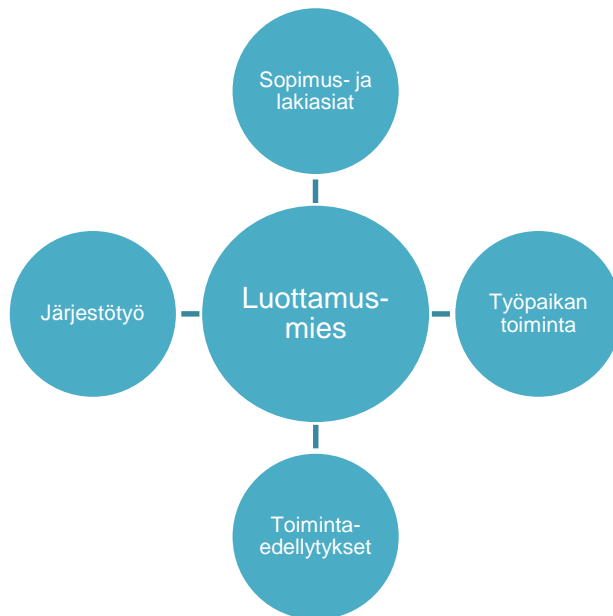 Sopimus- ja
lakiasiat
Järjestötyö
Luottamus-
mies
Työpaikan
toiminta
Toiminta-
edellytykset